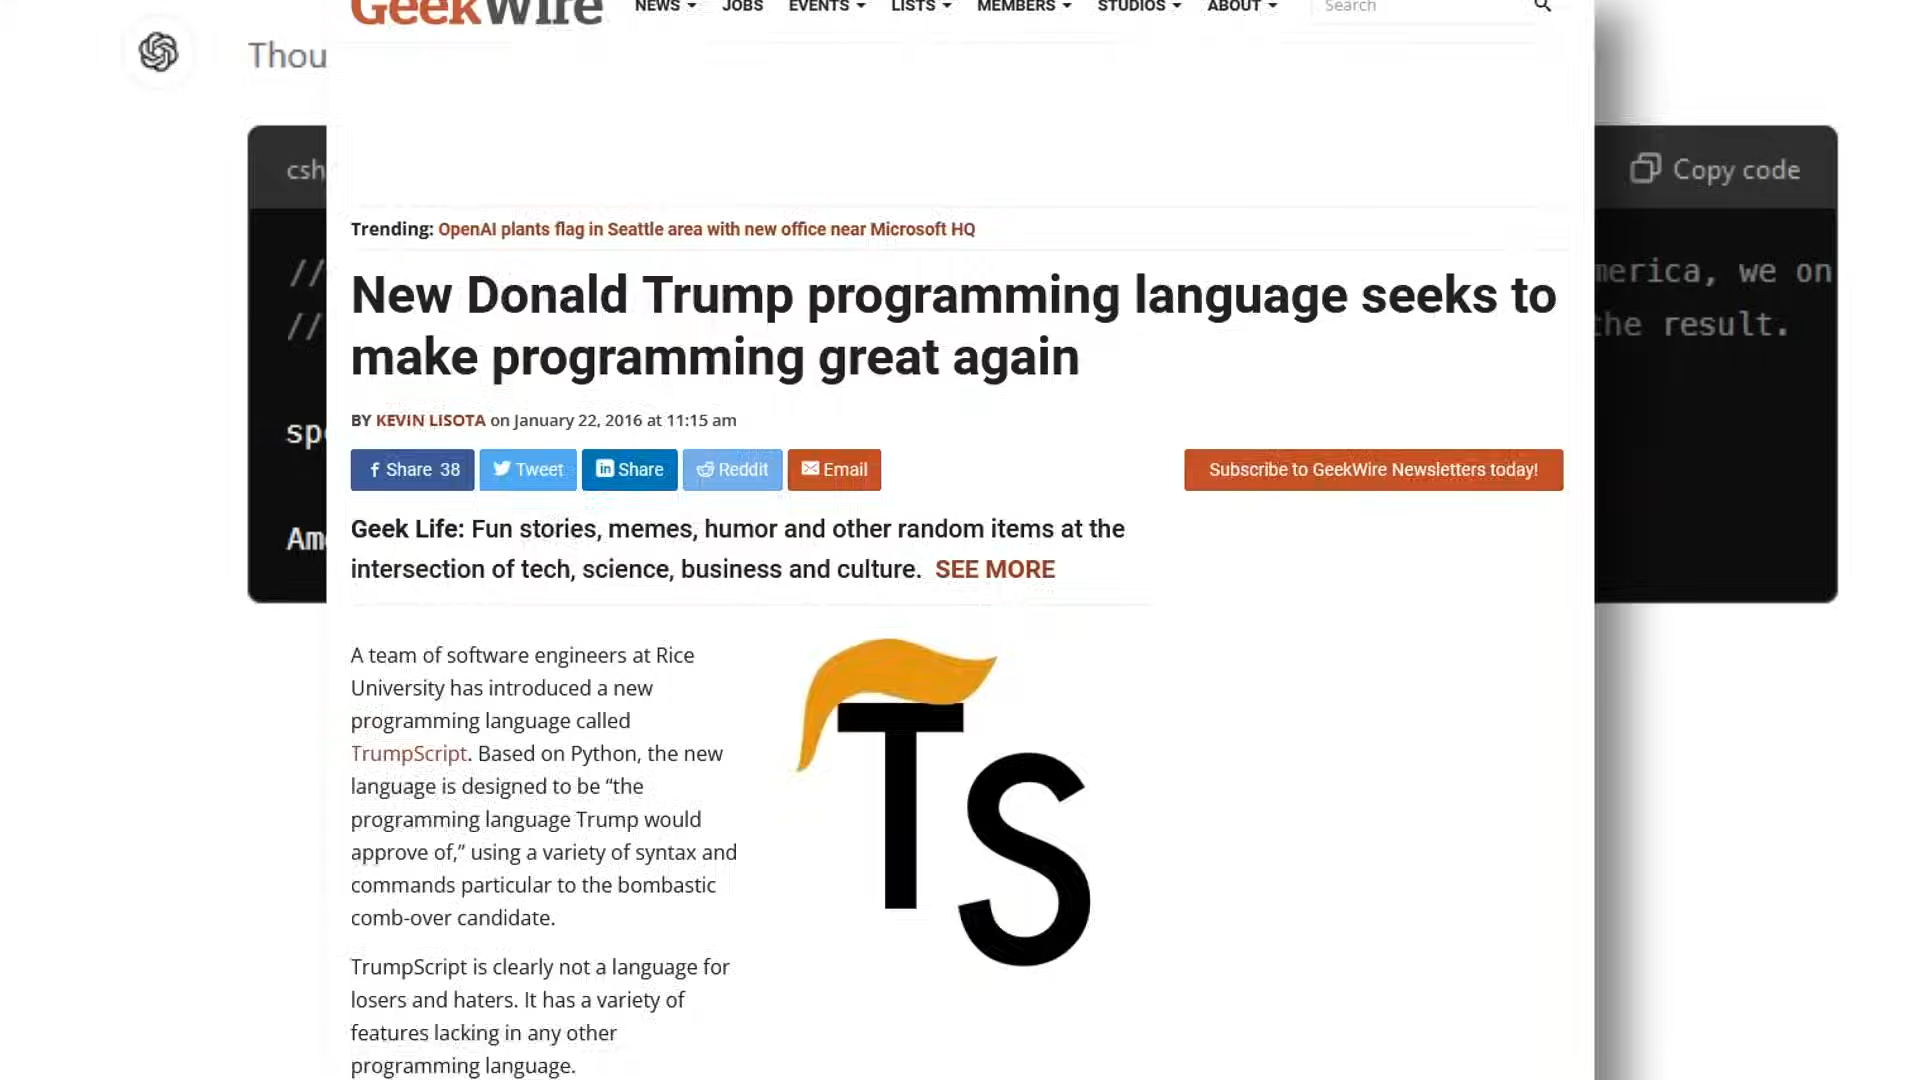 GeekWire NEWS JOBS EVENTS LISTS MEMBERS STUDIOS ABOUT Search
Thou
csh
Copy code
Trending: OpenAI plants flag in Seattle area with new office near Microsoft HQ
//
merica, we on
New Donald Trump programming language seeks to
//
the result.
make programming great again
BY KEVIN LISOTA on January 22, 2016 at 11:15 am
sp
f Share 38 Tweet in Share Reddit Email
Subscribe to GeekWire Newsletters today!
Geek Life: Fun stories, memes, humor and other random items at the
Am
intersection of tech, science, business and culture. SEE MORE
A team of software engineers at Rice
University has introduced a new
programming language called
TrumpScript. Based on Python, the new
language is designed to be “the
programming language Trump would
approve of,” using a variety of syntax and
commands particular to the bombastic
comb-over candidate.
TS
TrumpScript is clearly not a language for
losers and haters. It has a variety of
features lacking in any other
programming language.